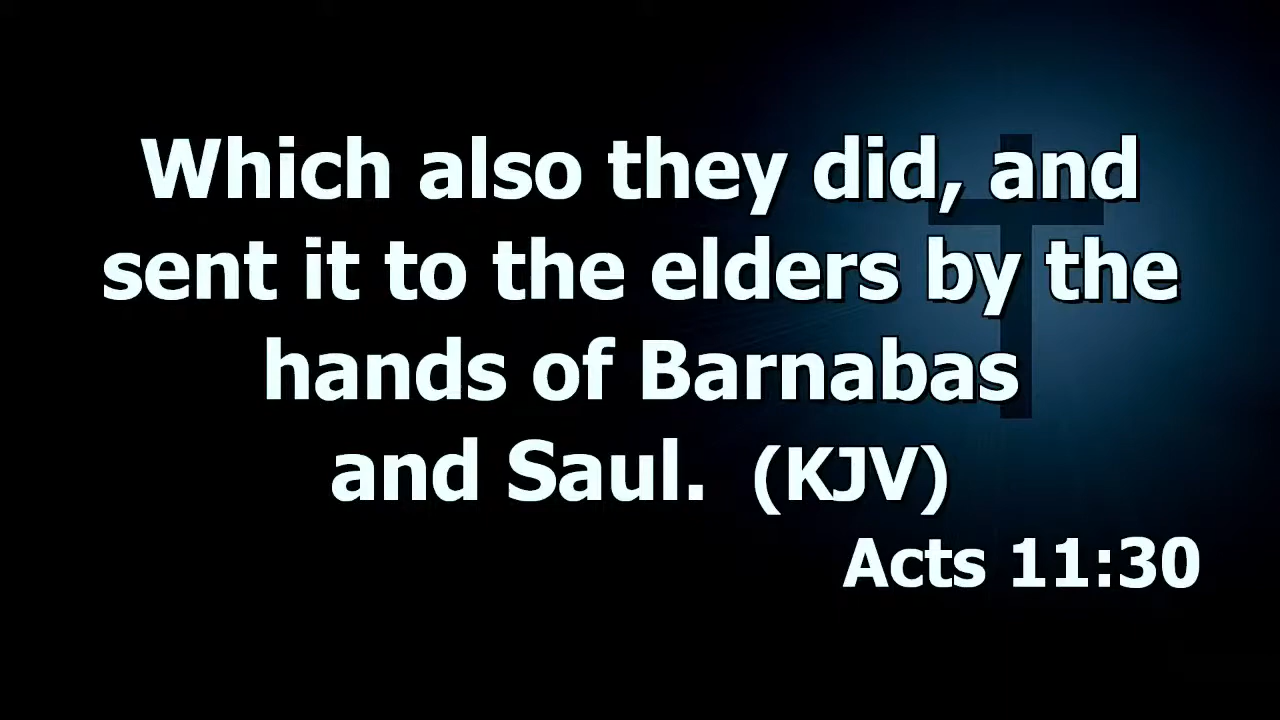 Which also they did, and
sent it to the elders by the
hands of Barnabas
and Saul.  (KJV)
Acts 11:30